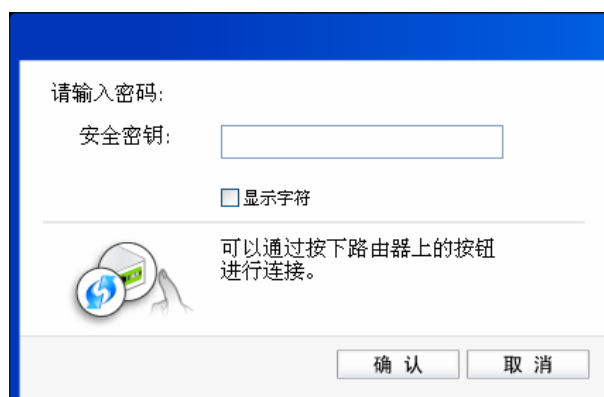 请输入密码:
安全密钥:
显示字符
可以通过按下路由器上的按钮
进行连接。
确 认
取 消